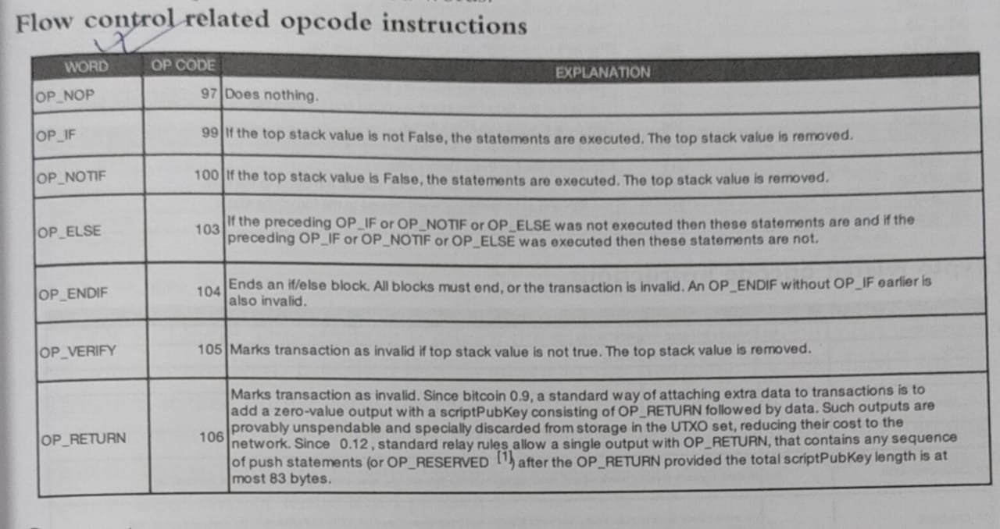 Flow control related opcode instructions
WORD OP CODE EXPLANATION
OP_NOP 97 Does nothing.
OP_IF 99 If the top stack value is not False, the statements are executed. The top stack value is removed.
OP_NOTIF 100 If the top stack value is False, the statements are executed. The top stack value is removed.
OP_ELSE 103 If the preceding OP_IF or OP_NOTIF or OP_ELSE was not executed then these statements are and if the
preceding OP_IF or OP_NOTIF or OP_ELSE was executed then these statements are not.
OP_ENDIF 104 Ends an if/else block. All blocks must end, or the transaction is invalid. An OP_ENDIF without OP_IF earlier is
also invalid.
OP_VERIFY 105 Marks transaction as invalid if top stack value is not true. The top stack value is removed.
OP_RETURN 106 Marks transaction as invalid. Since bitcoin 0.9, a standard way of attaching extra data to transactions is to
add a zero-value output with a scriptPubKey consisting of OP_RETURN followed by data. Such outputs are
provably unspendable and specially discarded from storage in the UTXO set, reducing their cost to the
network. Since 0.12, standard relay rules allow a single output with OP_RETURN, that contains any sequence
of push statements (or OP_RESERVED [1]) after the OP_RETURN provided the total scriptPubKey length is at
most 83 bytes.